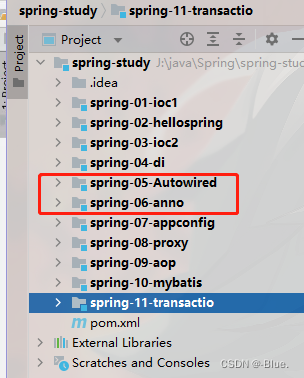 spring-study › spring-11-transactio
Project
Project
spring-study J:\java\Spring\spring-study
.idea
spring-01-ioc1
spring-02-hellospring
spring-03-ioc2
spring-04-di
spring-05-Autowired
spring-06-anno
spring-07-appconfig
spring-08-proxy
spring-09-aop
spring-10-mybatis
spring-11-transactio
pom.xml
External Libraries
Scratches and Consoles
CSDN @-Blue.